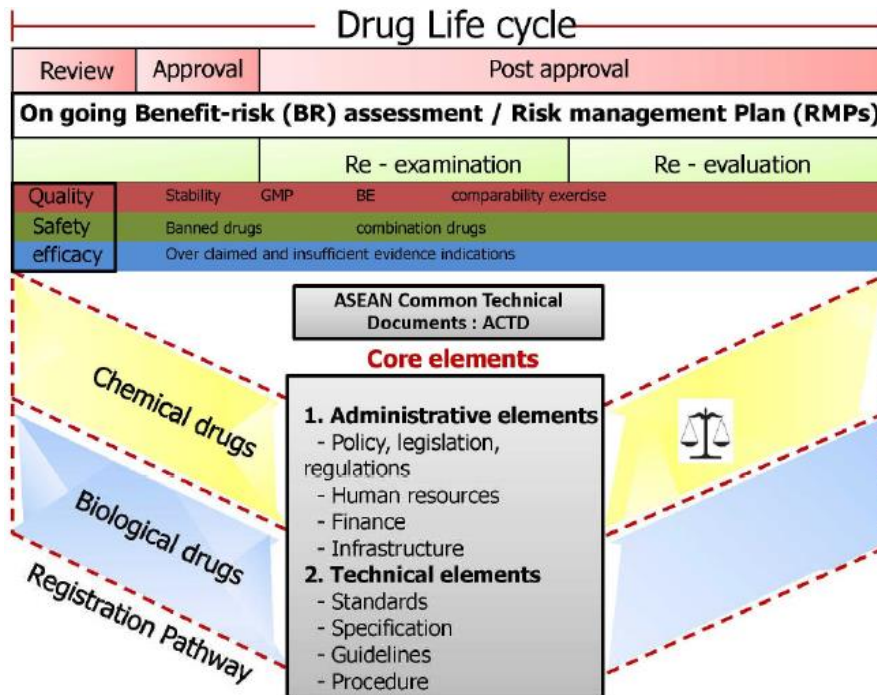 Drug Life cycle
Review Approval Post approval
On going Benefit-risk (BR) assessment / Risk management Plan (RMPs)
Re - examination Re - evaluation
Quality Stability GMP BE comparability exercise
Safety Banned drugs combination drugs
efficacy Over claimed and insufficient evidence indications
ASEAN Common Technical
Documents : ACTD
Core elements
Chemical drugs
Biological drugs
Registration Pathway
1. Administrative elements
- Policy, legislation,
regulations
- Human resources
- Finance
- Infrastructure
2. Technical elements
- Standards
- Specification
- Guidelines
- Procedure